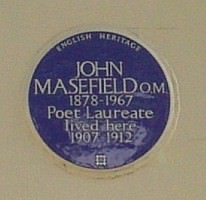 ENGLISH HERITAGE
JOHN
MASEFIELD O.M.
1878-1967
Poet Laureate
lived here
1907-1912